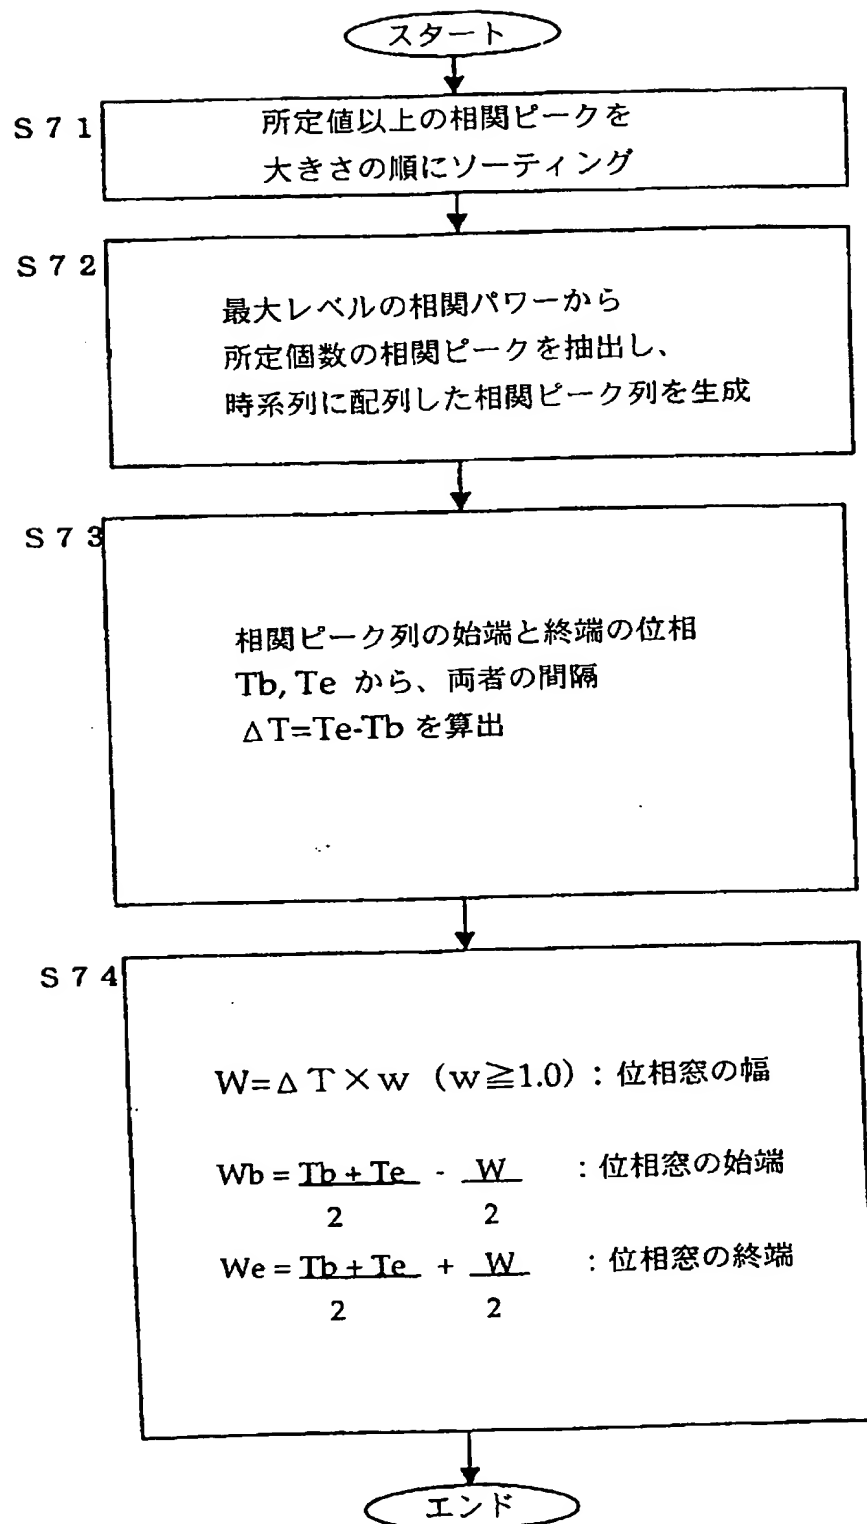 スタート
S71
所定値以上の相関ピークを
大きさの順にソーティング
S72
最大レベルの相関パワーから
所定個数の相関ピークを抽出し、
時系列に配列した相関ピーク列を生成
S73
相関ピーク列の始端と終端の位相
Tb, Te から、両者の間隔
ΔT=Te-Tb を算出
S74
W=ΔT×w (w≧1.0) : 位相窓の幅
Wb = Tb + Te - W : 位相窓の始端
2 2
We = Tb + Te + W : 位相窓の終端
2 2
エンド